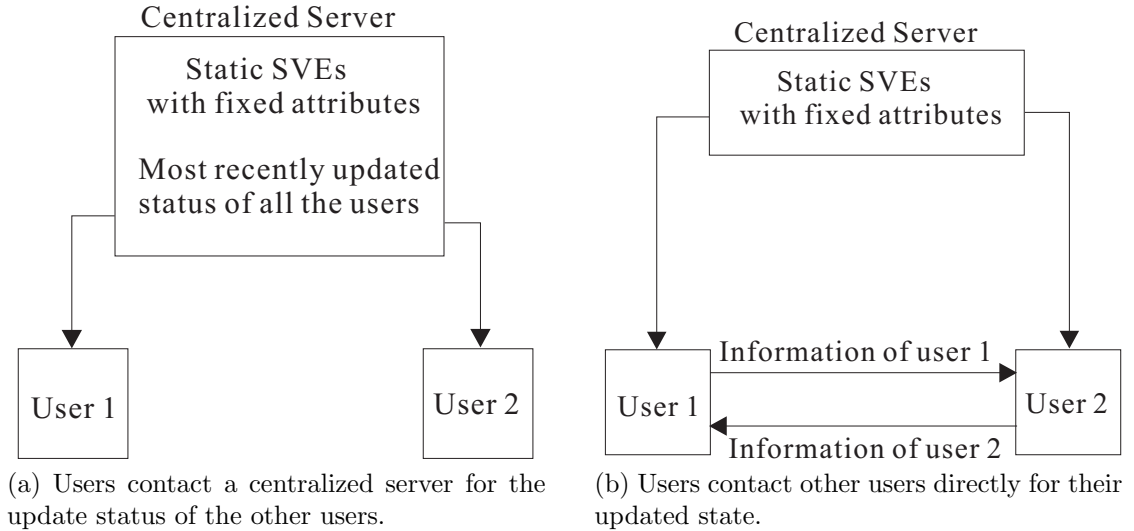 Centralized Server
Static SVEs
with fixed attributes
Most recently updated
status of all the users
User 1
User 2
(a) Users contact a centralized server for the
update status of the other users.
Centralized Server
Static SVEs
with fixed attributes
Information of user 1
User 1
User 2
Information of user 2
(b) Users contact other users directly for their
updated state.